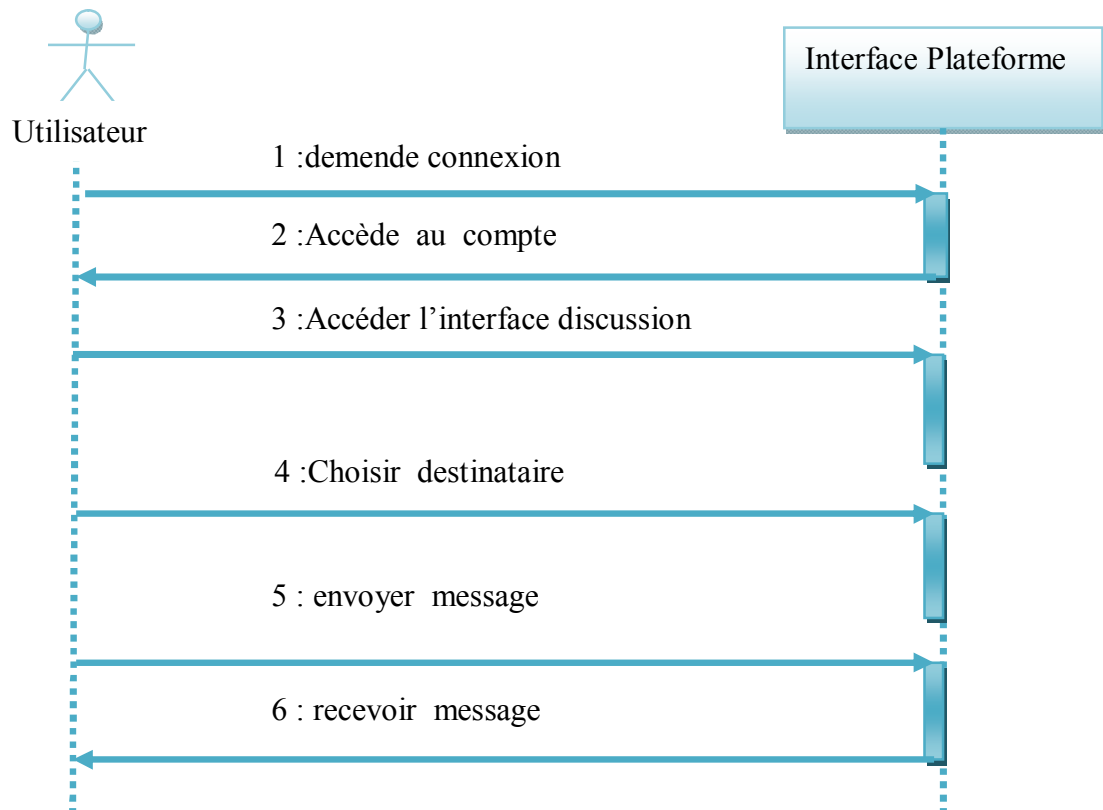 Interface Plateforme
Utilisateur
1 :demende connexion
2 :Accède au compte
3 :Accéder l’interface discussion
4 :Choisir destinataire
5 : envoyer message
6 : recevoir message